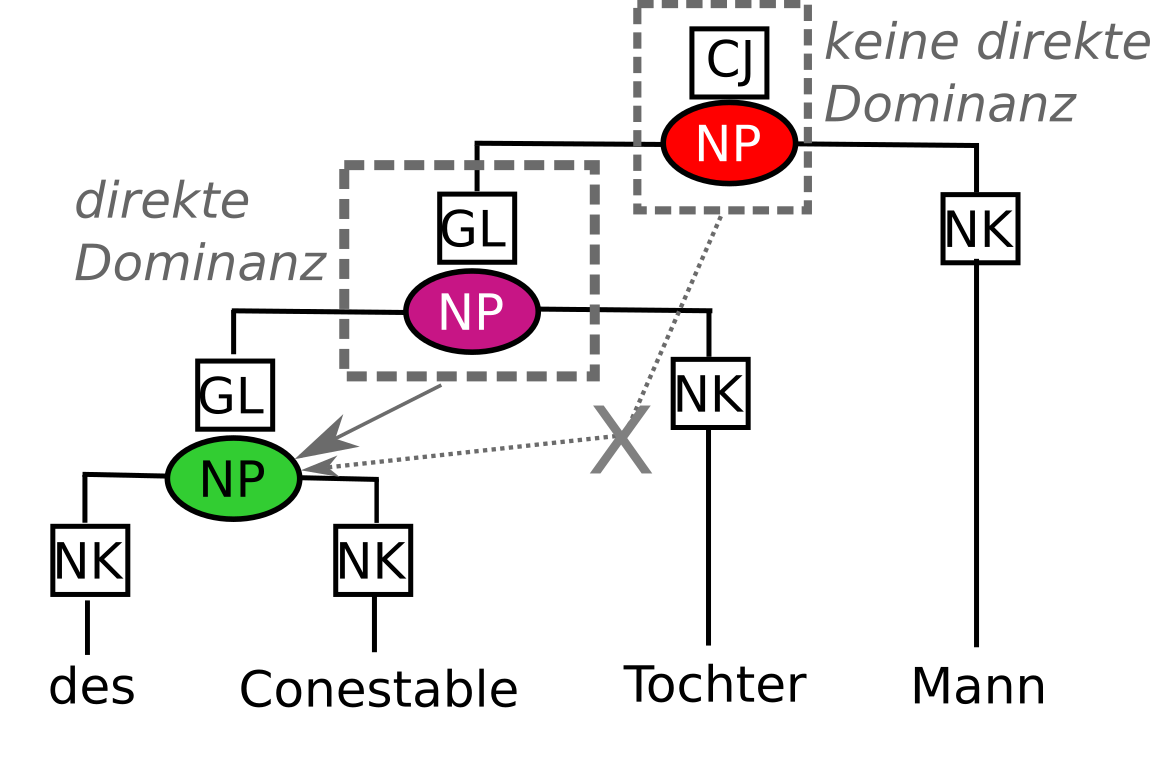 CJ
keine direkte
Dominanz
NP
direkte
Dominanz
GL
NK
NP
GL
NK
X
NP
NK
NK
des
Conestable
Tochter
Mann